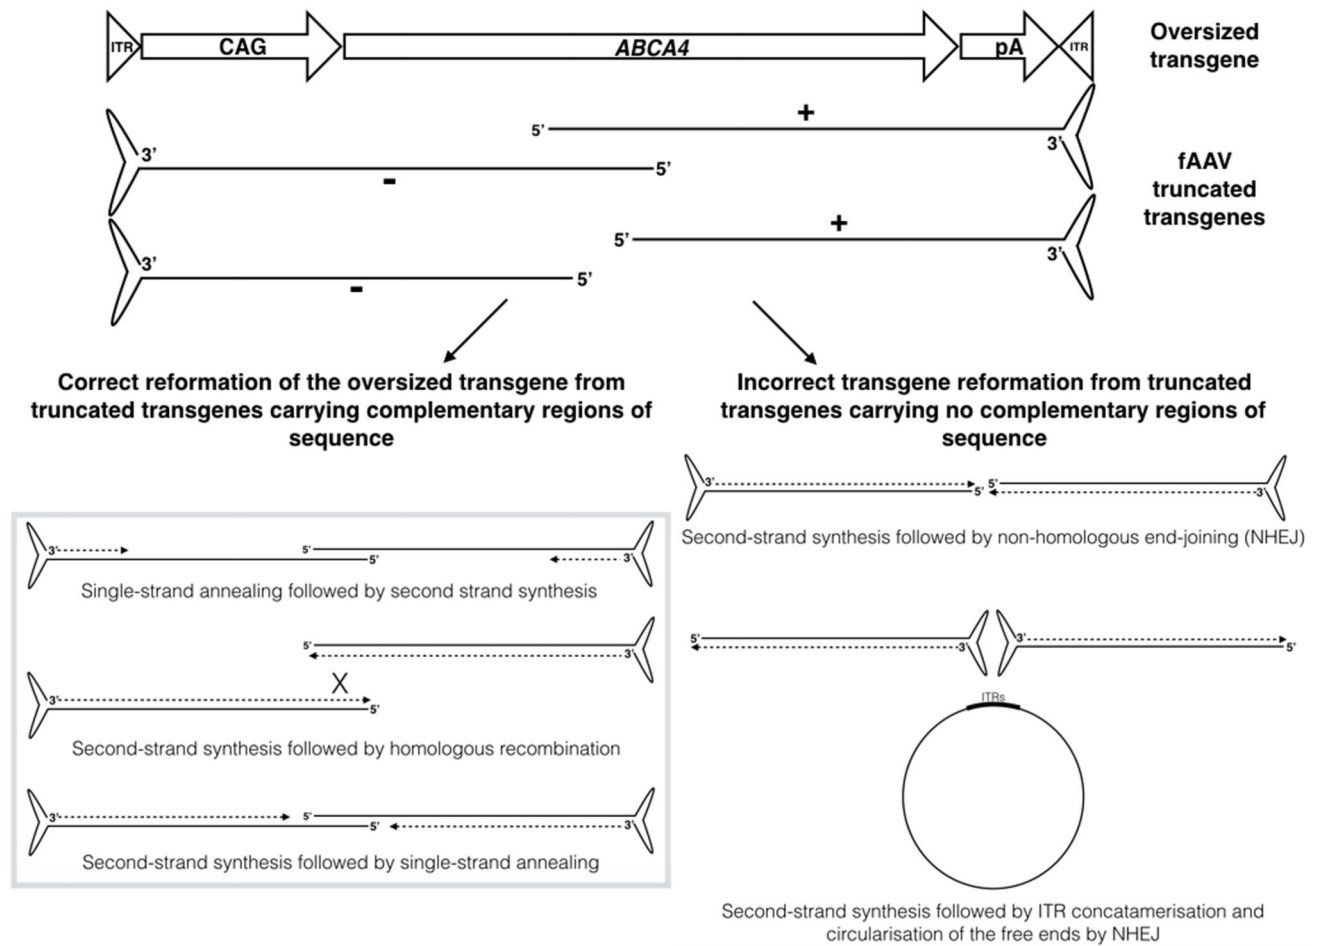 ITR CAG ABCA4 pA ITR
Oversized
transgene
+
5’ 3’
3’ 5’
-
fAAV
truncated
transgenes
+
5’ 3’
3’ 5’
-
Correct reformation of the oversized transgene from
truncated transgenes carrying complementary regions of
sequence
Incorrect transgene reformation from truncated
transgenes carrying no complementary regions of
sequence
3’ 5’ 5’ 3’
Single-strand annealing followed by second strand synthesis
5’ 3’
X
3’ 5’
Second-strand synthesis followed by homologous recombination
3’ 5’ 5’ 3’
Second-strand synthesis followed by single-strand annealing
3’ 5’ 5’ 3’
Second-strand synthesis followed by non-homologous end-joining (NHEJ)
5’ 3’ 3’ 5’
ITRs
Second-strand synthesis followed by ITR concatamerisation and
circularisation of the free ends by NHEJ